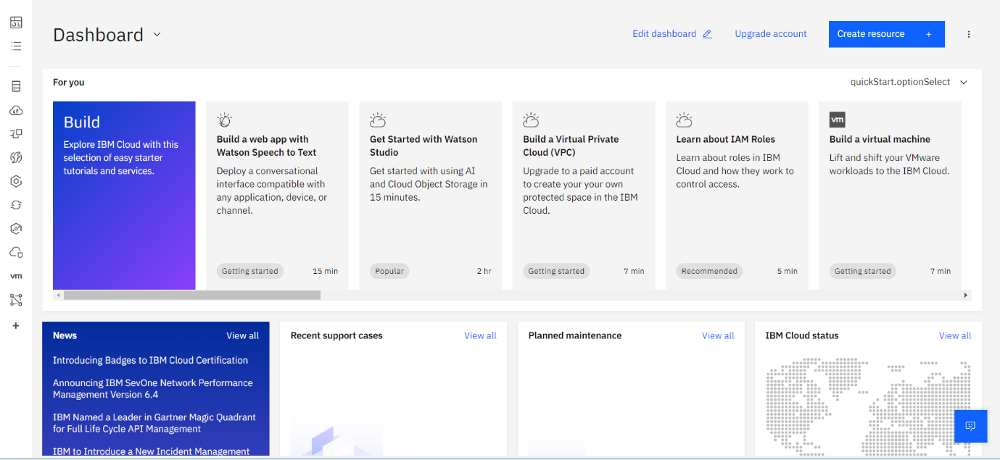 Dashboard
Edit dashboard
Upgrade account
Create resource +
For you
quickStart.optionSelect
Build
Explore IBM Cloud with this
selection of easy starter
tutorials and services.
Build a web app with
Watson Speech to Text
Deploy a conversational
interface compatible with
any application, device, or
channel.
Getting started
15 min
Get Started with Watson
Studio
Get started with using AI
and Cloud Object Storage in
15 minutes.
Popular
2 hr
Build a Virtual Private
Cloud (VPC)
Upgrade to a paid account
to create your your own
protected space in the IBM
Cloud.
Getting started
7 min
Learn about IAM Roles
Learn about roles in IBM
Cloud and how they work to
control access.
Recommended
5 min
vm
Build a virtual machine
Lift and shift your VMware
workloads to the IBM Cloud.
Getting started
7 min
cf
vm
+
News
View all
Introducing Badges to IBM Cloud Certification
Announcing IBM SevOne Network Performance
Management Version 6.4
IBM Named a Leader in Gartner Magic Quadrant
for Full Life Cycle API Management
IBM to Introduce a New Incident Management
Recent support cases
View all
Planned maintenance
View all
IBM Cloud status
View all